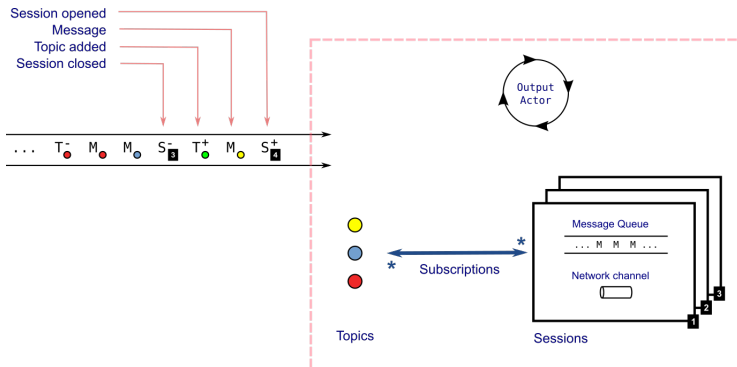 Session opened
Message
Topic added
Session closed
Output
Actor
... T- M M S- 3 T+ M S+ 4
Message Queue
... M M M ...
* Subscriptions *
Network channel
Topics
Sessions
1
2
3